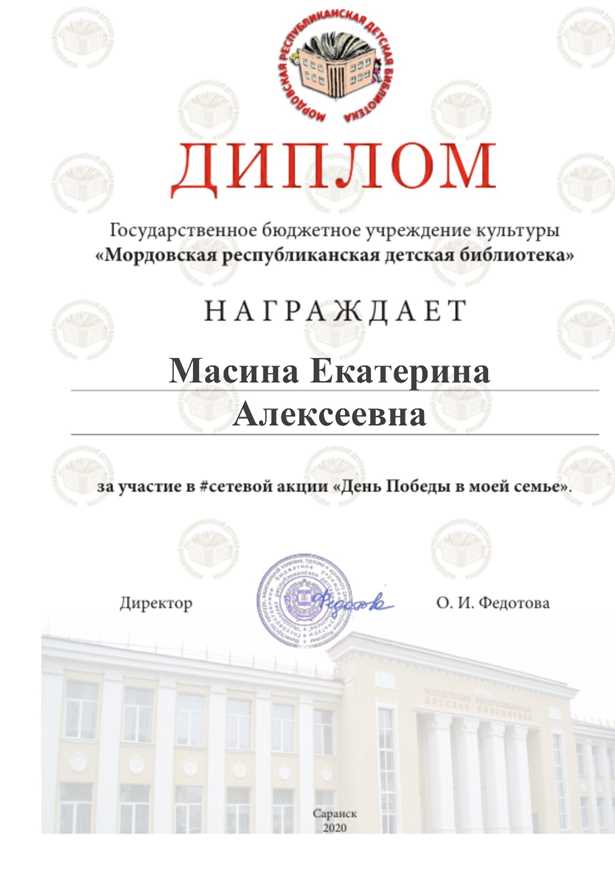 МОРДОВСКАЯ РЕСПУБЛИКАНСКАЯ ДЕТСКАЯ БИБЛИОТЕКА
ДИПЛОМ
Государственное бюджетное учреждение культуры
«Мордовская республиканская детская библиотека»
НАГРАЖДАЕТ
Масина Екатерина
Алексеевна
за участие в #сетевой акции «День Победы в моей семье».
Директор
Федотова
О. И. Федотова
Саранск
2020